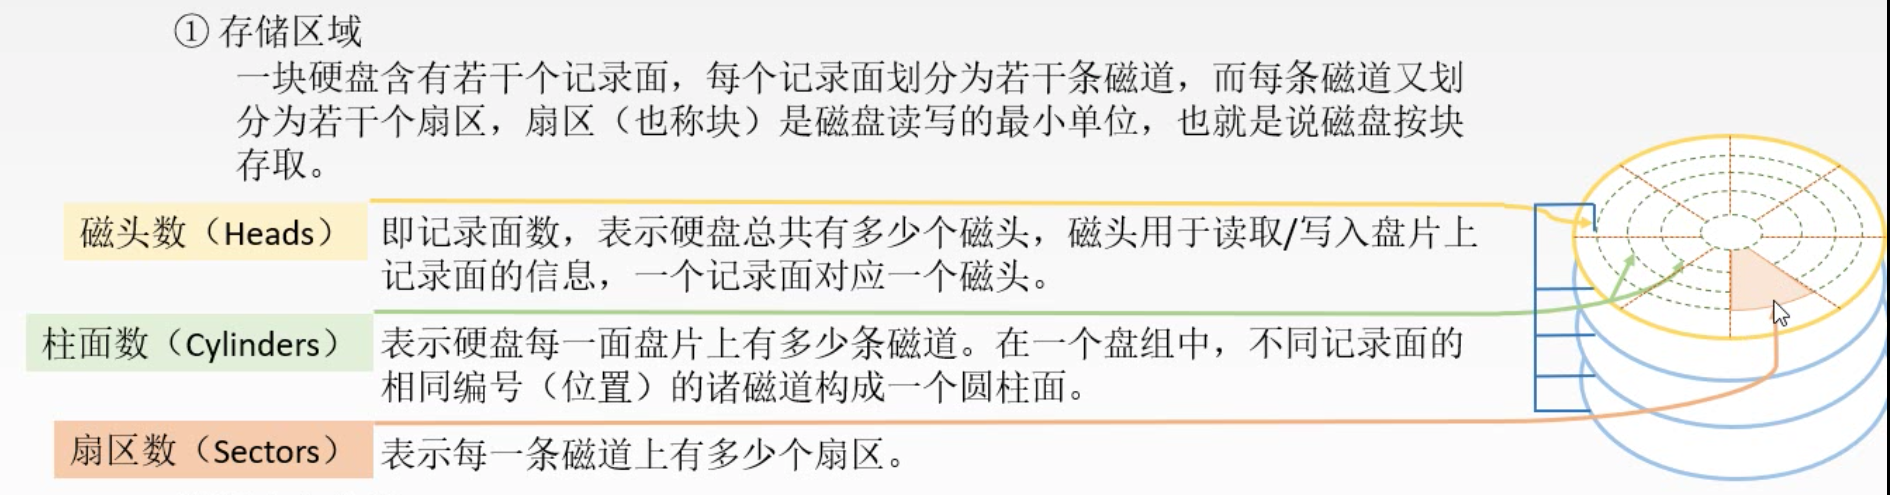 ① 存储区域
一块硬盘含有若干个记录面，每个记录面划分为若干条磁道，而每条磁道又划
分为若干个扇区，扇区（也称块）是磁盘读写的最小单位，也就是说磁盘按块
存取。
磁头数（Heads）
即记录面数，表示硬盘总共有多少个磁头，磁头用于读取/写入盘片上
记录面的信息，一个记录面对应一个磁头。
柱面数（Cylinders）
表示硬盘每一面盘片上有多少条磁道。在一个盘组中，不同记录面的
相同编号（位置）的诸磁道构成一个圆柱面。
扇区数（Sectors）
表示每一条磁道上有多少个扇区。